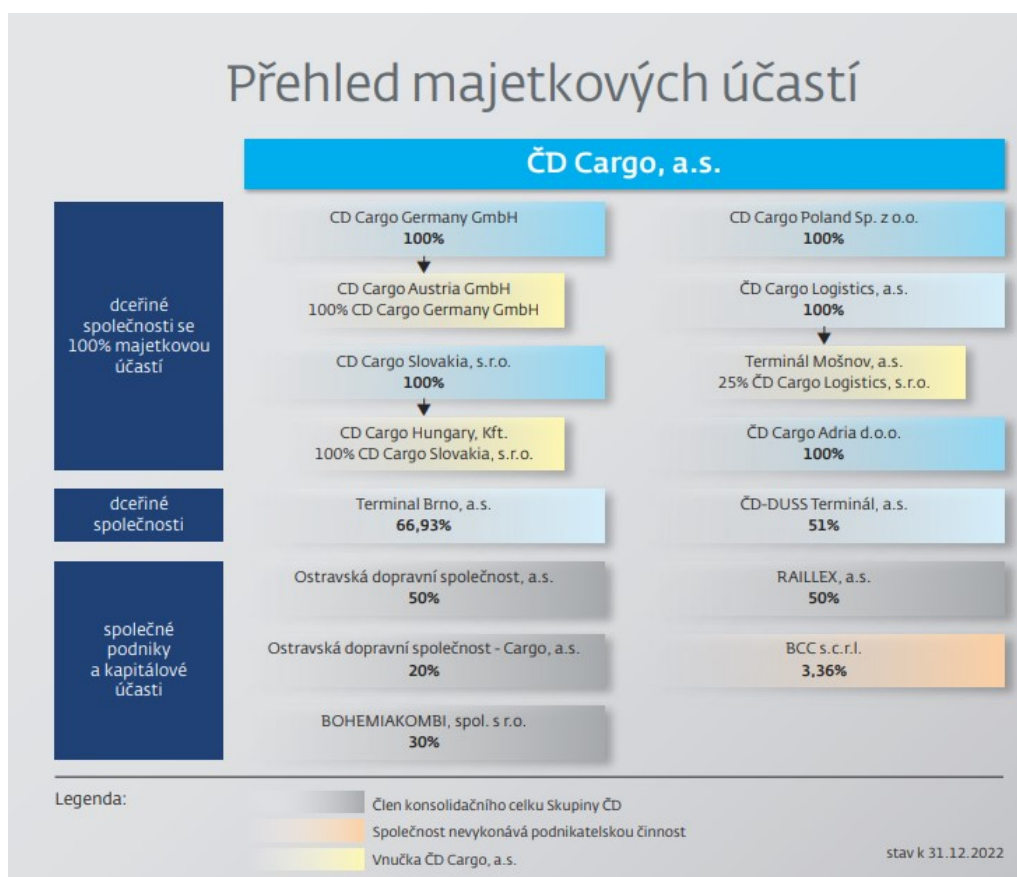 Přehled majetkových účastí
ČD Cargo, a.s.
dceřiné
společnosti se
100% majetkovou
účastí
CD Cargo Germany GmbH
100%
CD Cargo Austria GmbH
100% CD Cargo Germany GmbH
CD Cargo Slovakia, s.r.o.
100%
CD Cargo Hungary, Kft.
100% CD Cargo Slovakia, s.r.o.
CD Cargo Poland Sp. z o.o.
100%
ČD Cargo Logistics, a.s.
100%
Terminál Mošnov, a.s.
25% ČD Cargo Logistics, s.r.o.
ČD Cargo Adria d.o.o.
100%
dceřiné
společnosti
Terminal Brno, a.s.
66,93%
ČD-DUSS Terminál, a.s.
51%
společné
podniky
a kapitálové
účasti
Ostravská dopravní společnost, a.s.
50%
Ostravská dopravní společnost - Cargo, a.s.
20%
BOHEMIAKOMBI, spol. s r.o.
30%
RAILLEX, a.s.
50%
BCC s.c.r.l.
3,36%
Legenda:
Člen konsolidačního celku Skupiny ČD
Společnost nevykonává podnikatelskou činnost
Vnučka ČD Cargo, a.s.
stav k 31.12.2022